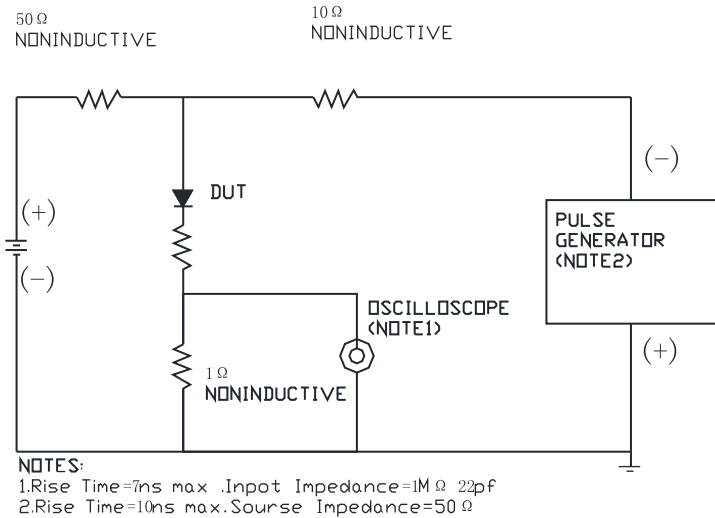 50 Ω
NONINDUCTIVE
10 Ω
NONINDUCTIVE
(−)
DUT
(+)
PULSE
GENERATOR
(NOTE2)
(−)
OSCILLOSCOPE
(NOTE1)
(+)
1 Ω
NONINDUCTIVE
NOTES:
1.Rise Time=7ns max .Inpot Impedance=1M Ω 22pf
2.Rise Time=10ns max.Sourse Impedance=50 Ω